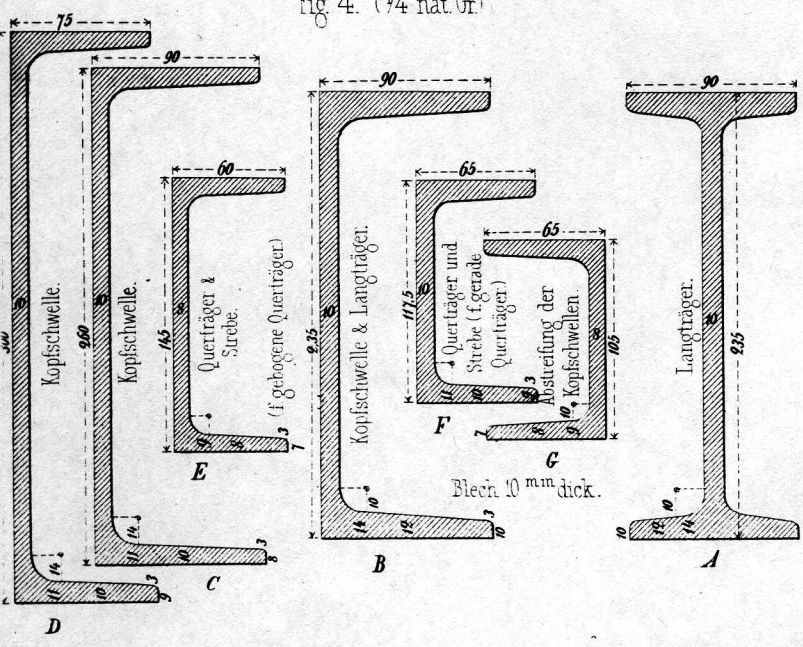 Fig. 4. (1/4 nat. Gr.)
75
300
10
Kopfschwelle.
14
11
10
3
9
D
90
260
10
Kopfschwelle.
14
11
10
3
8
C
60
145
8
Querträger &
Strebe.
(f. gebogene Querträger.)
9
8
3
7
E
90
235
10
Kopfschwelle & Langträger.
10
14
12
3
10
B
65
117,5
10
Querträger und
Strebe (f. gerade
Querträger.)
11
10
3
F
65
105
8
Abstreifung der
Kopfschwellen.
10
7
8
9
G
Blech 10 mm dick.
90
235
10
Langträger.
10
10
12
14
A